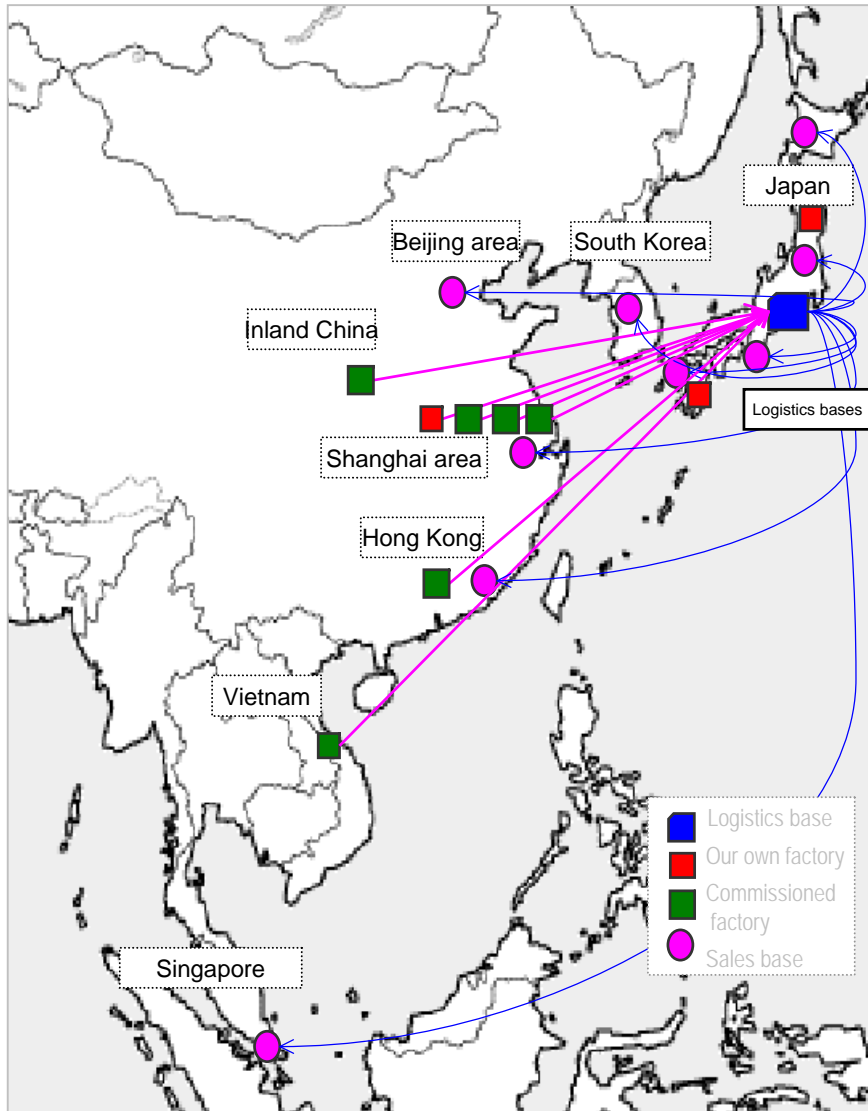 Japan
Beijing area
South Korea
Inland China
Logistics bases
Shanghai area
Hong Kong
Vietnam
Logistics base
Our own factory
Commissioned
factory
Sales base
Singapore